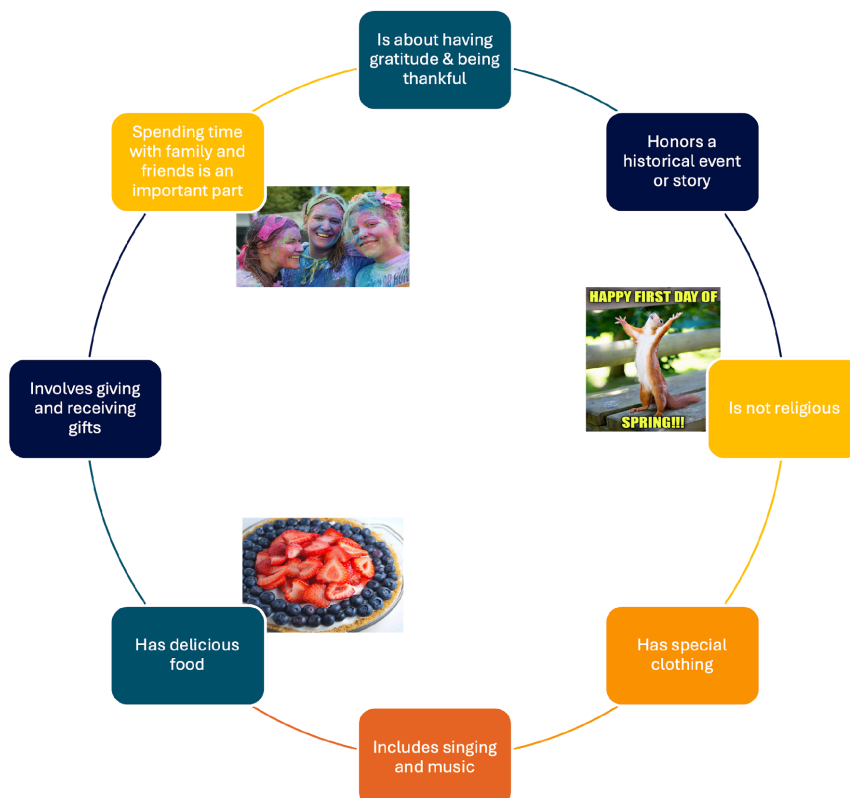 Is about having
gratitude & being
thankful
Honors a
historical event
or story
HAPPY FIRST DAY OF
SPRING!!!
Is not religious
Has special
clothing
Includes singing
and music
Has delicious
food
Involves giving
and receiving
gifts
Spending time
with family and
friends is an
important part